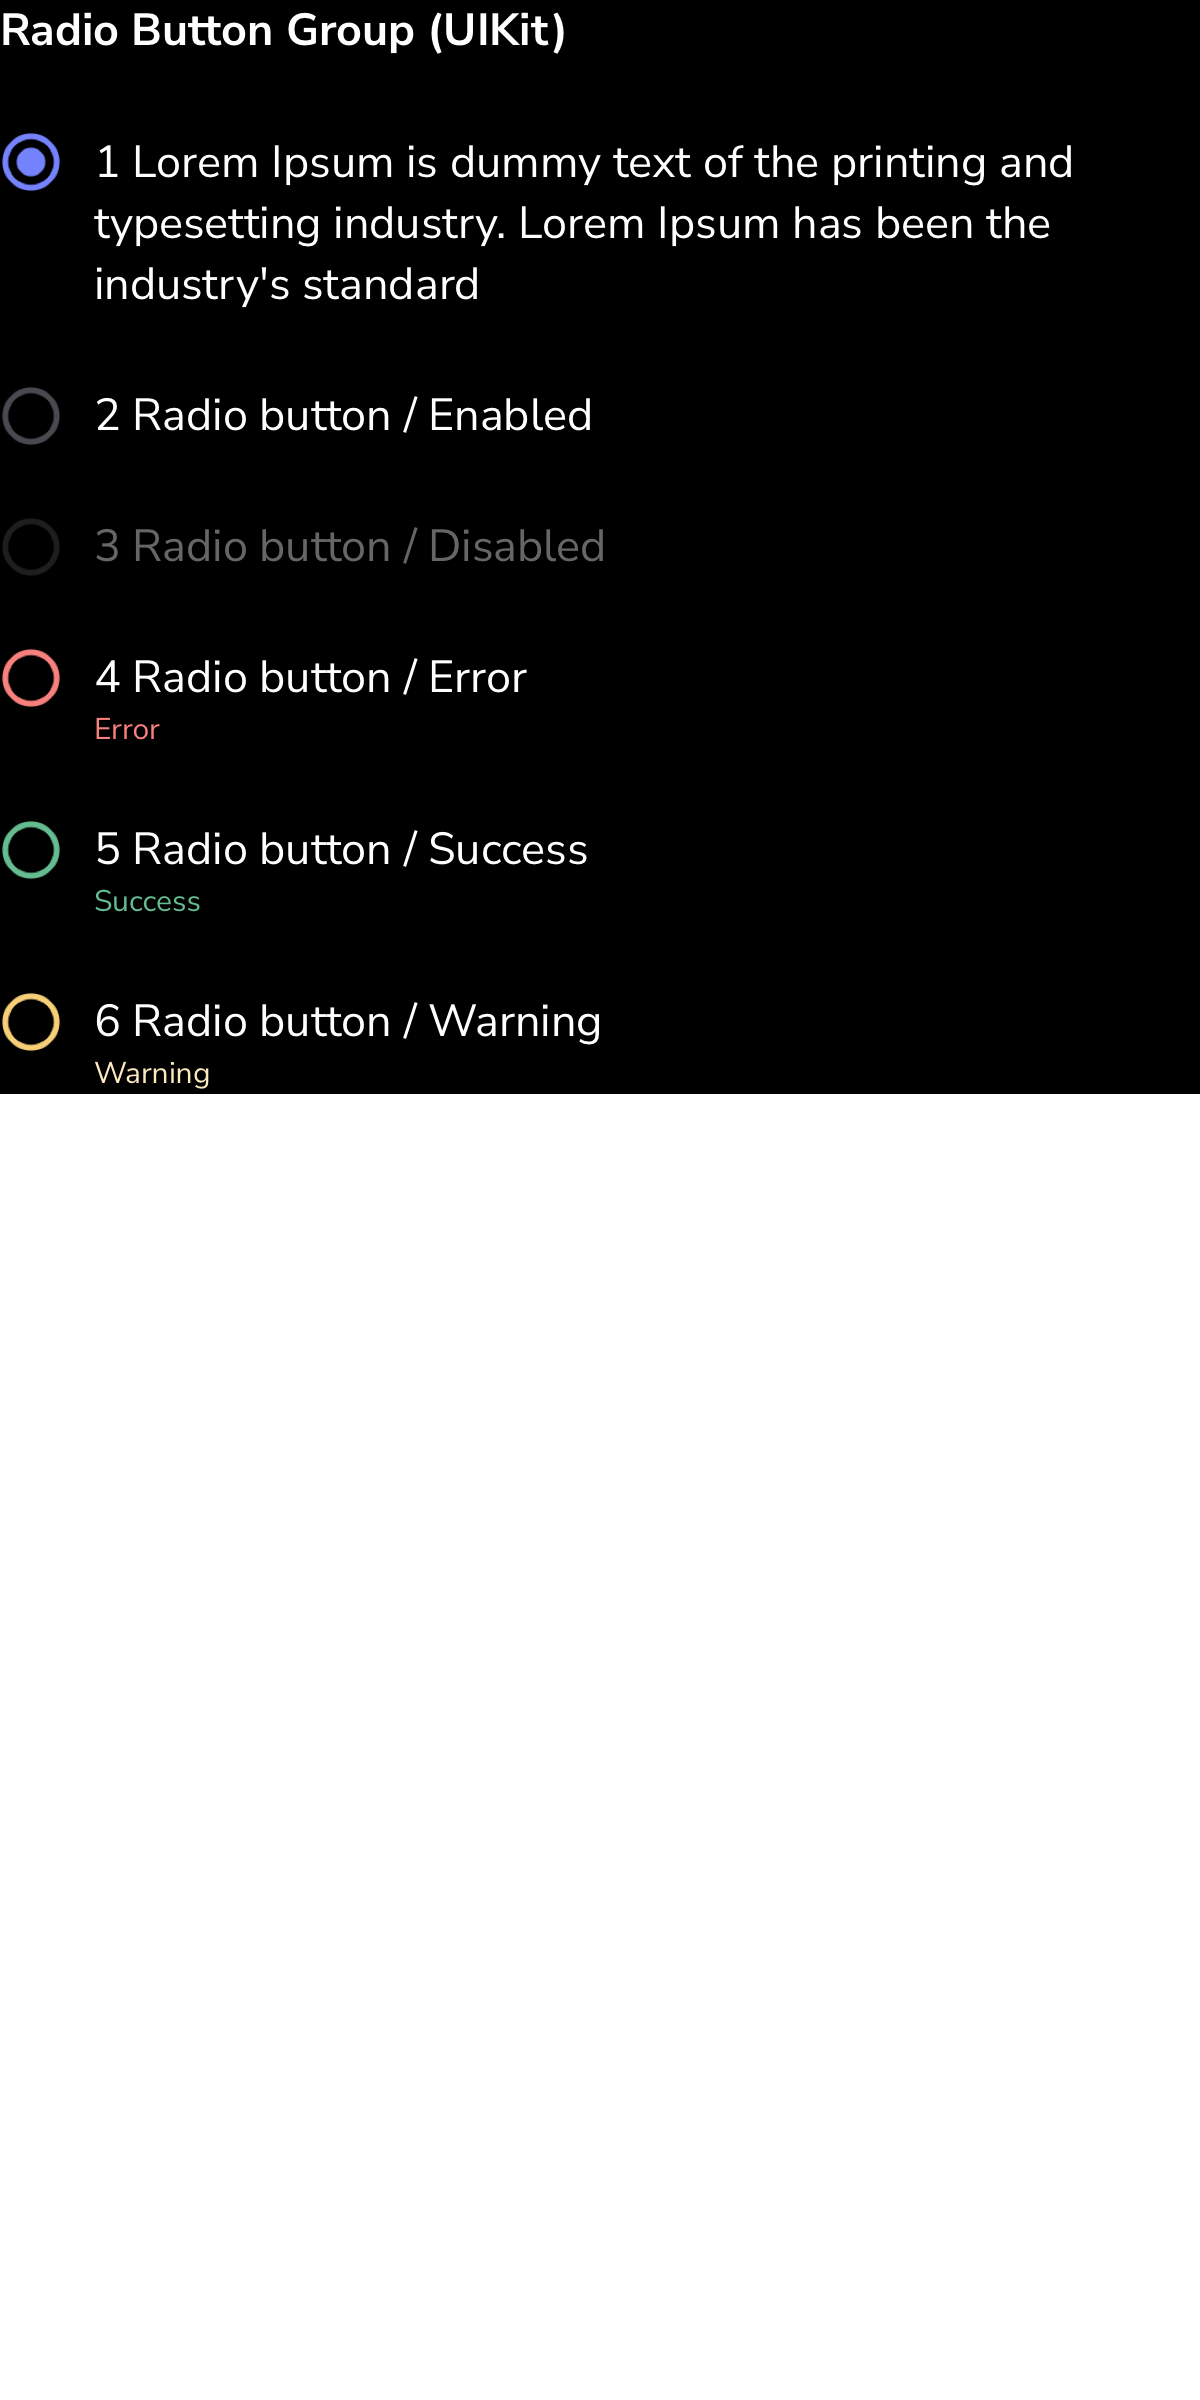 Radio Button Group (UIKit)
1 Lorem Ipsum is dummy text of the printing and
typesetting industry. Lorem Ipsum has been the
industry's standard
2 Radio button / Enabled
3 Radio button / Disabled
4 Radio button / Error
Error
5 Radio button / Success
Success
6 Radio button / Warning
Warning